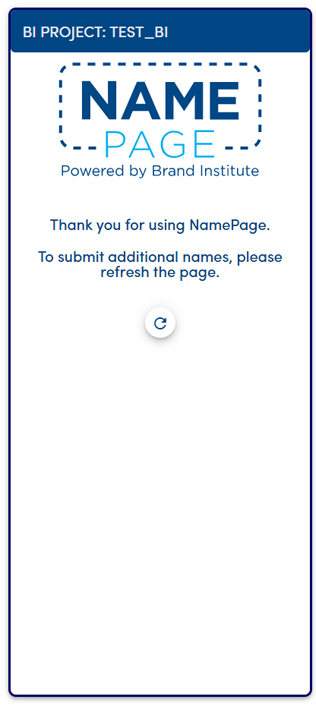 BI PROJECT: TEST_BI
NAME
PAGE
Powered by Brand Institute
Thank you for using NamePage.
To submit additional names, please
refresh the page.